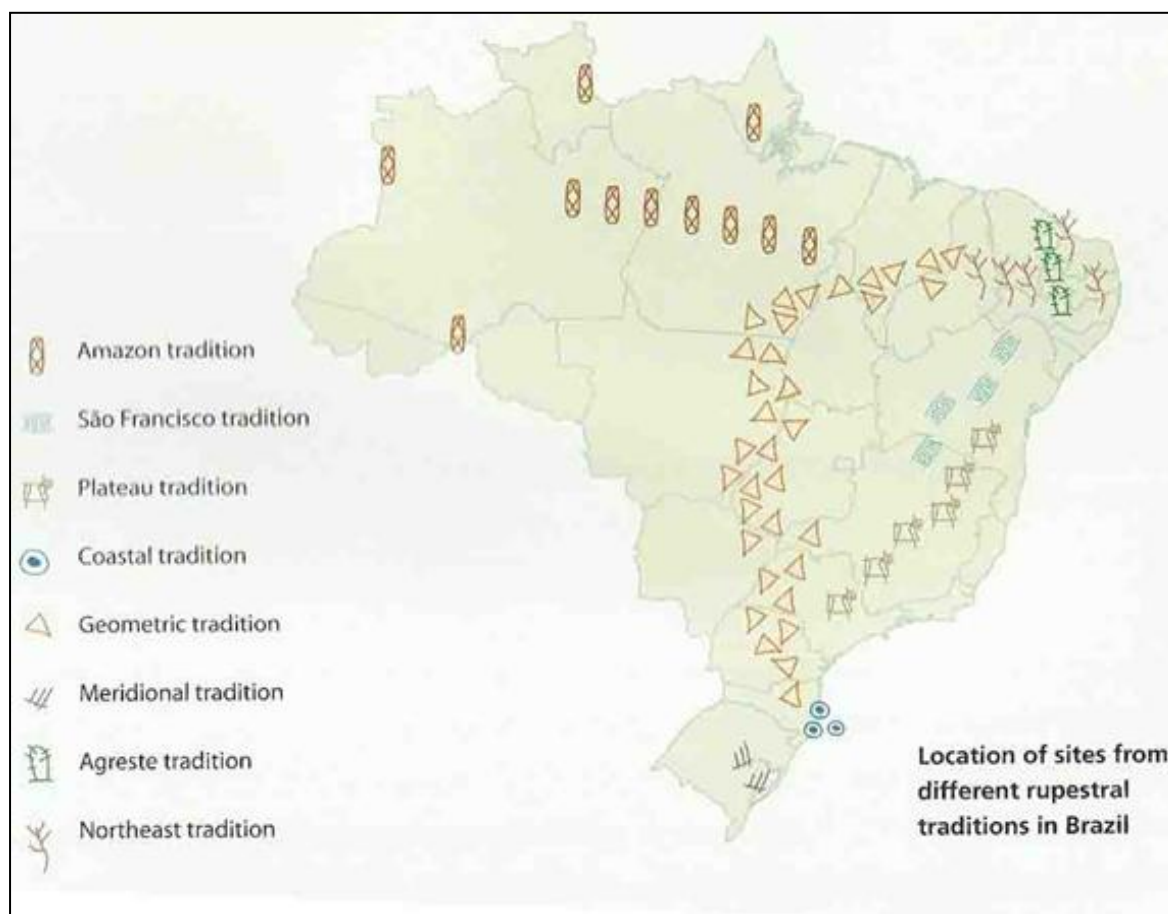 Amazon tradition
São Francisco tradition
Plateau tradition
Coastal tradition
Geometric tradition
Meridional tradition
Agreste tradition
Northeast tradition
Location of sites from
different rupestral
traditions in Brazil